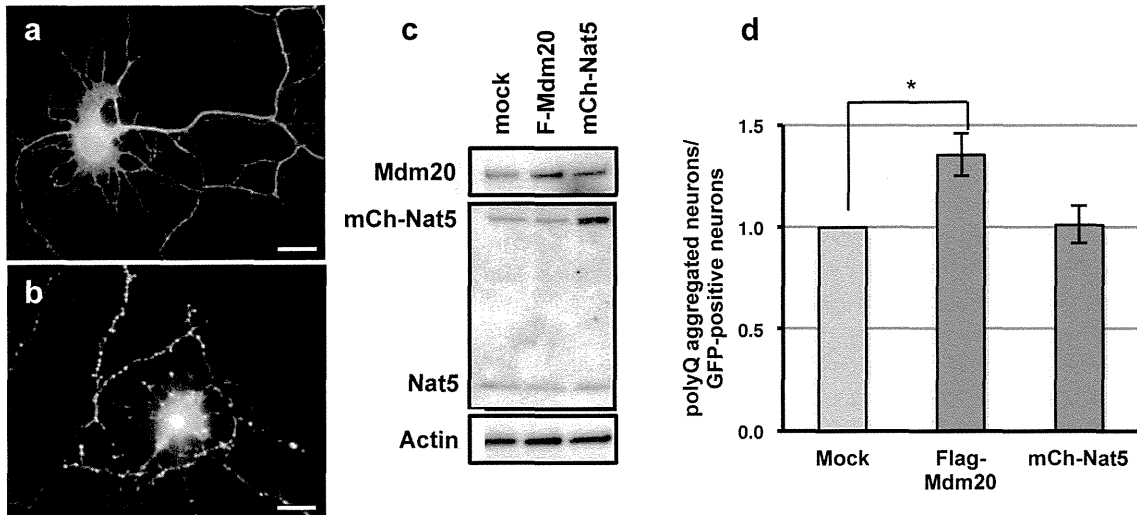 a
b
c
mock
F-Mdm20
mCh-Nat5
Mdm20
mCh-Nat5
Nat5
Actin
d
*
polyQ aggregated neurons/
GFP-positive neurons
1.5
1.0
0.5
0.0
Mock
Flag-
Mdm20
mCh-Nat5